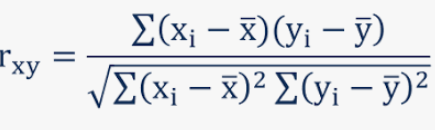 r_xy = ∑(x_i − x̄)(y_i − ȳ) / √∑(x_i − x̄)² ∑(y_i − ȳ)²